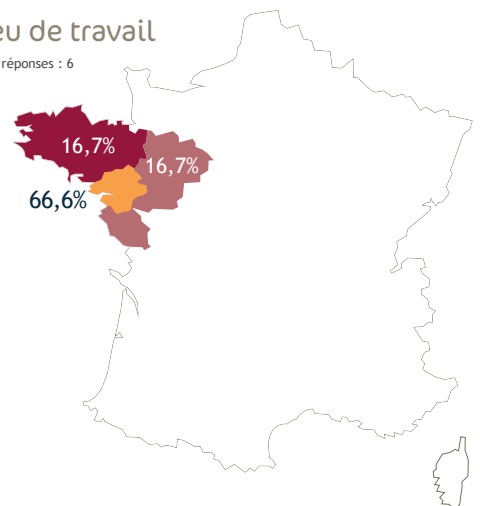 eu de travail
réponses : 6
16,7%
16,7%
66,6%